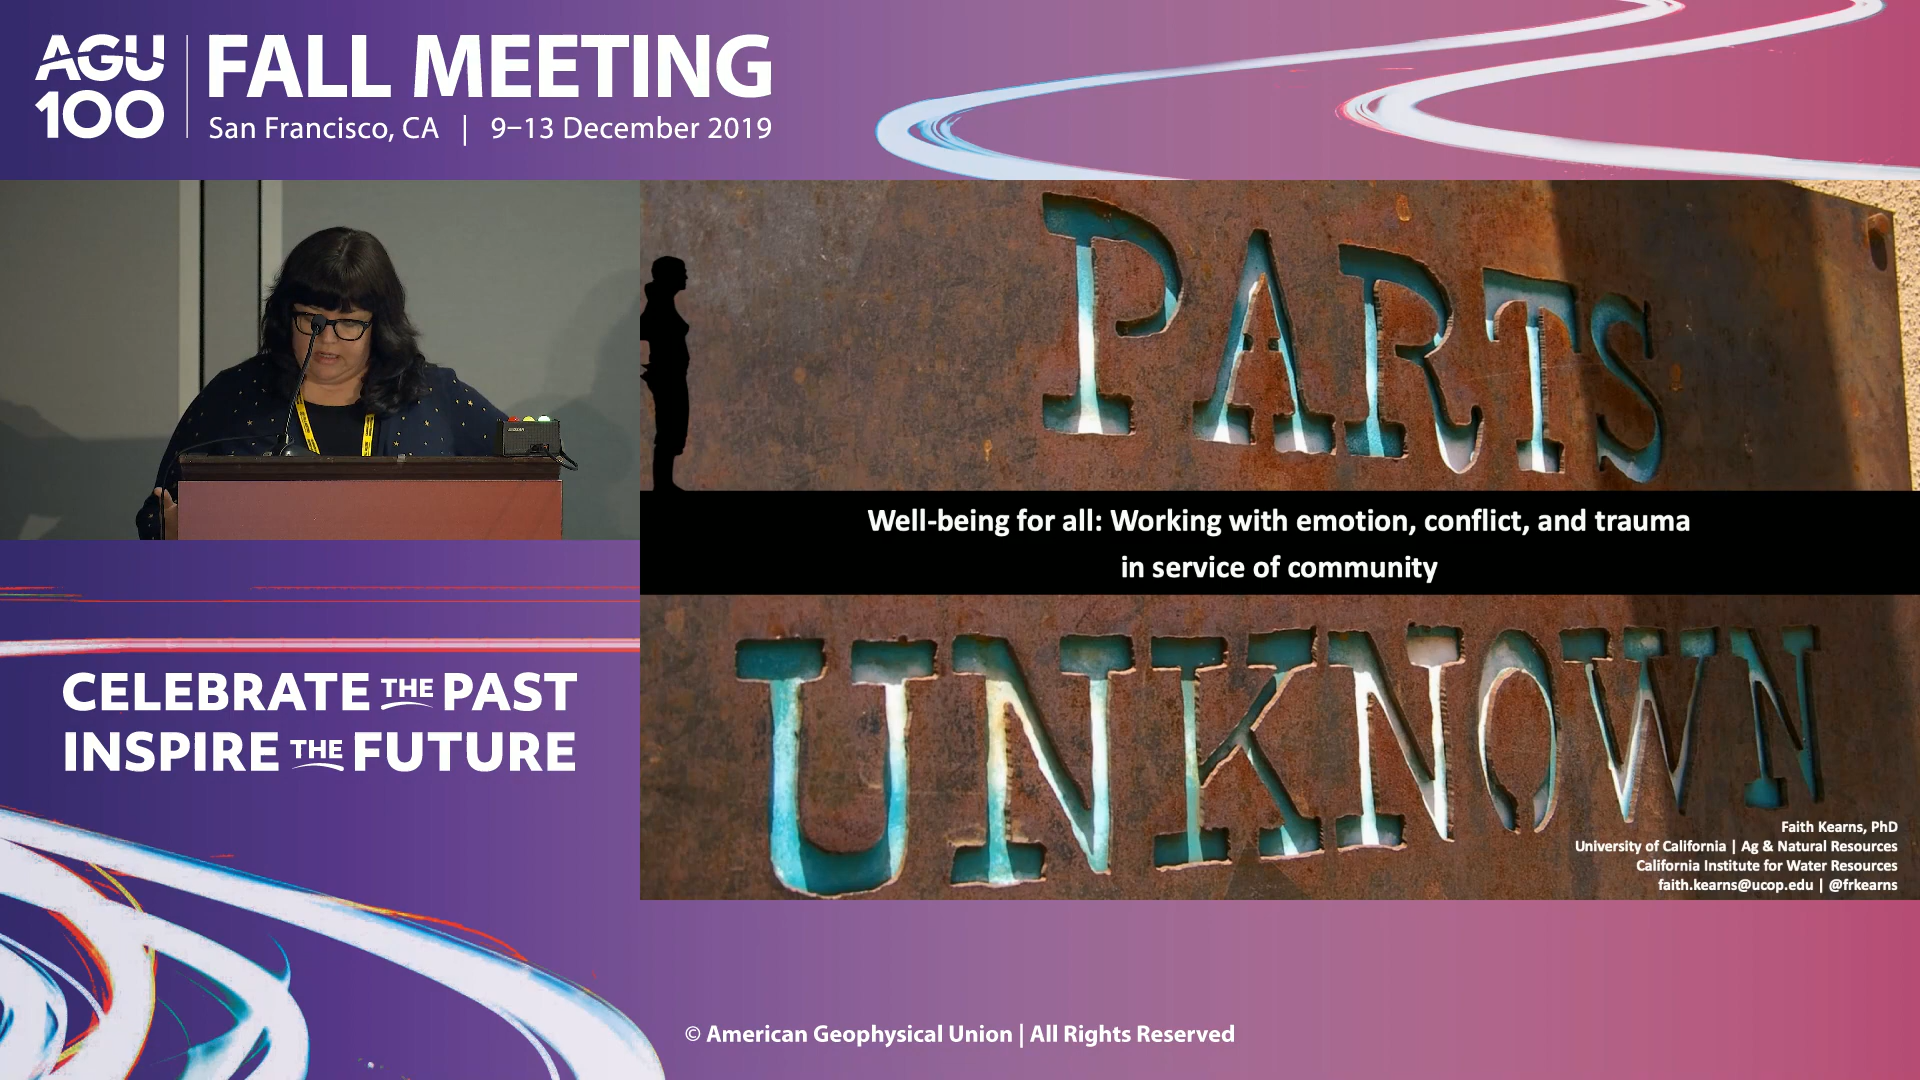 AGU
100
FALL MEETING
San Francisco, CA | 9–13 December 2019
PARTS
Well-being for all: Working with emotion, conflict, and trauma
in service of community
UNKNOWN
Faith Kearns, PhD
University of California | Ag & Natural Resources
California Institute for Water Resources
faith.kearns@ucop.edu | @frkearns
CELEBRATE THE PAST
INSPIRE THE FUTURE
© American Geophysical Union | All Rights Reserved